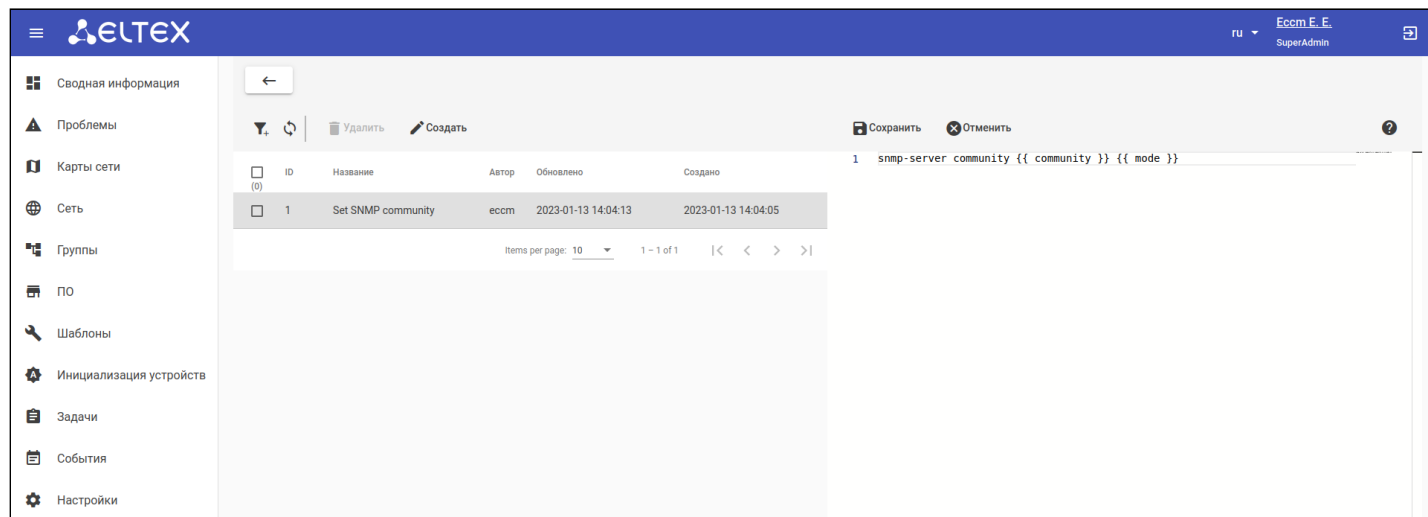 ELTEX
ru
Eccm E. E.
SuperAdmin
Сводная информация
Проблемы
Карты сети
Сеть
Группы
ПО
Шаблоны
Инициализация устройств
Задачи
События
Настройки
Удалить Создать
(0) ID Название Автор Обновлено Создано
1 Set SNMP community eccm 2023-01-13 14:04:13 2023-01-13 14:04:05
Items per page: 10 1 – 1 of 1
Сохранить Отменить
1 snmp-server community {{ community }} {{ mode }}